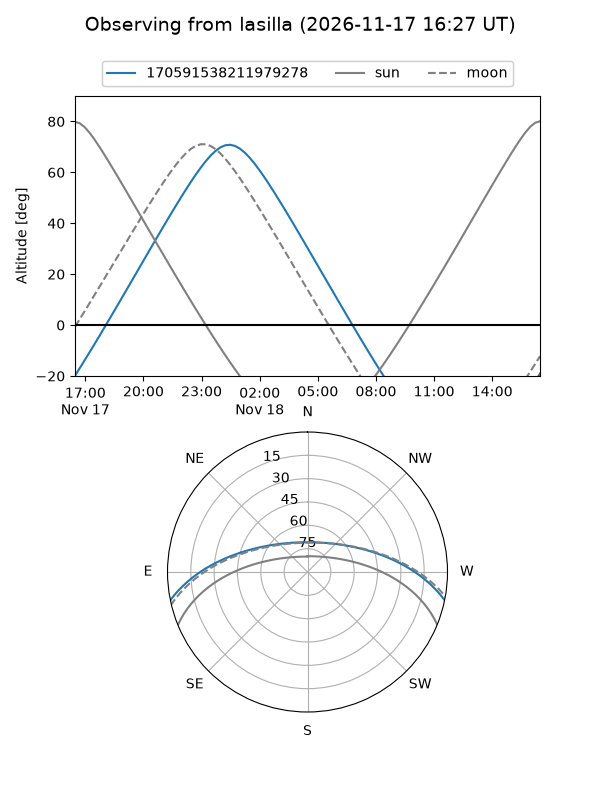 Observing from lasilla (2026-11-17 16:27 UT)
170591538211979278 sun moon
Altitude [deg]
80
60
40
20
0
−20
17:00 20:00 23:00 02:00 05:00 08:00 11:00 14:00
Nov 17 Nov 18
N
NE NW
15
30
45
60
75
E W
SE SW
S